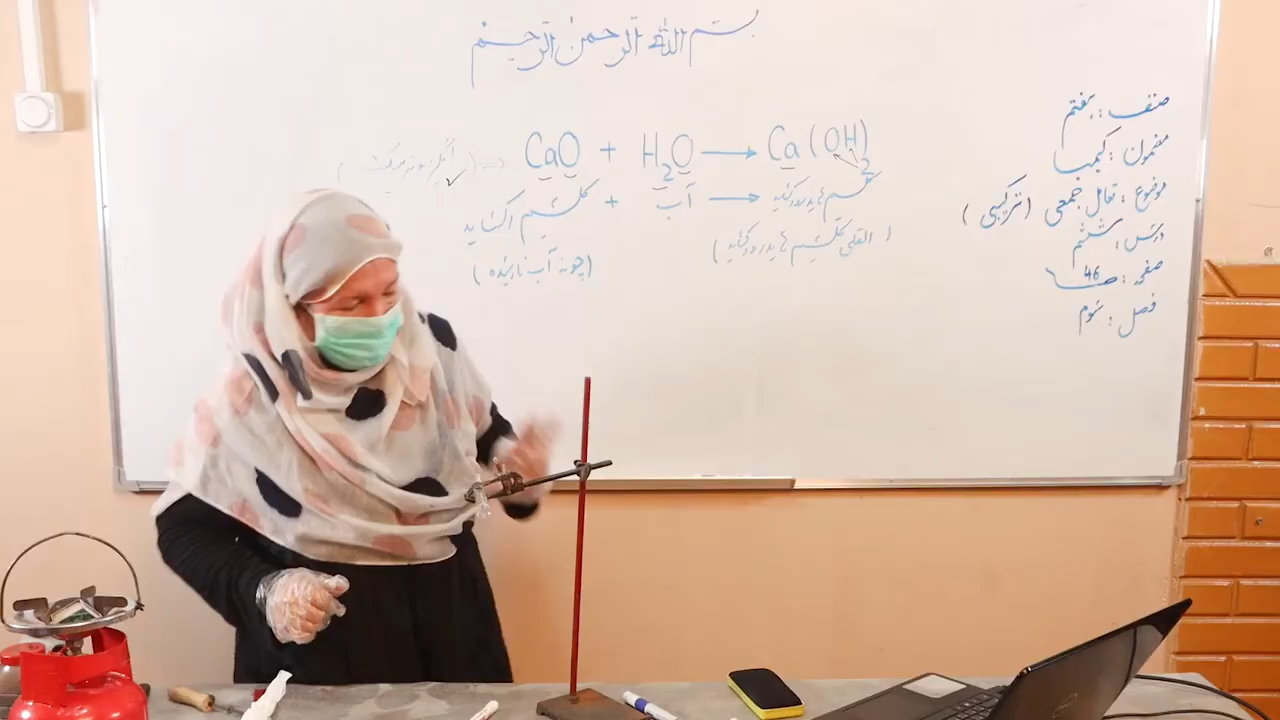 بسم الله الرحمن الرحیم
CaO + H₂O → Ca(OH)₂
کلسیم اکساید + آب → کلسیم هایدروکساید
(چونه آب نارسیده)
(القلی کلسیم هایدروکساید)
صنف: هفتم
مضمون: کیمیا
موضوع: تعامل جمعی (ترکیبی)
درس: ششم
صفحه: 46
فصل: سوم